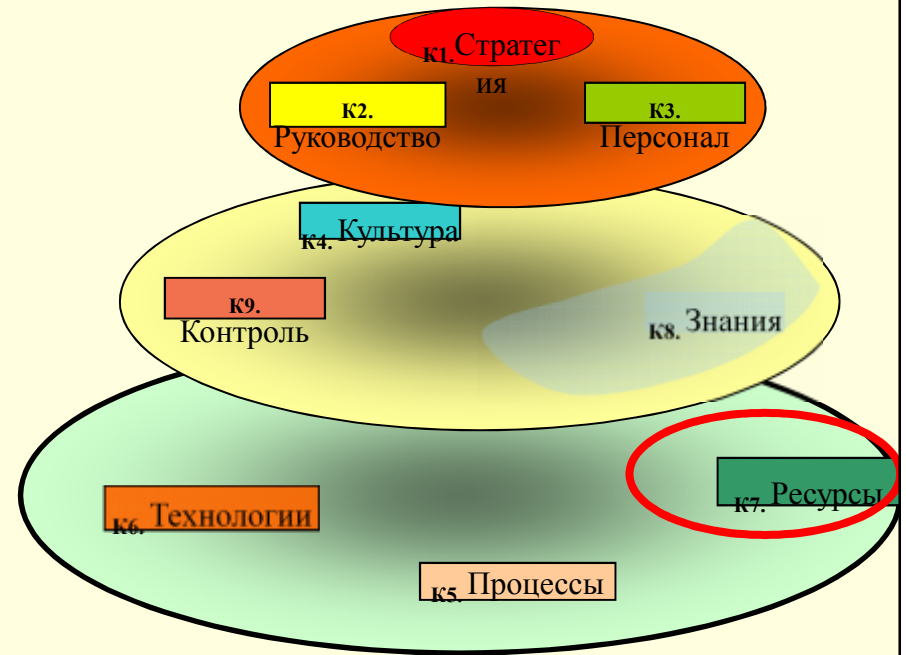 К1. Стратег
ия
К2.
Руководство
К3.
Персонал
К4. Культура
К9.
Контроль
К8. Знания
К7. Ресурсы
К6. Технологии
К5. Процессы